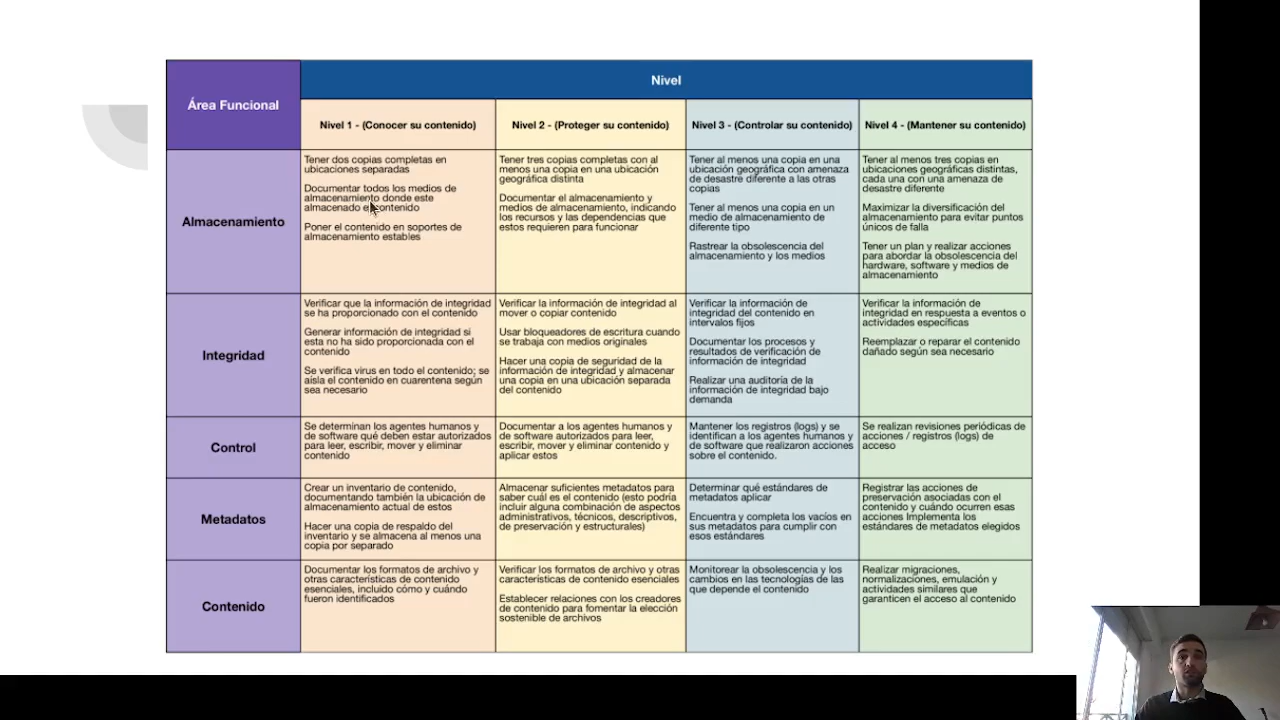 Área Funcional
Nivel
Nivel 1 - (Conocer su contenido)
Nivel 2 - (Proteger su contenido)
Nivel 3 - (Controlar su contenido)
Nivel 4 - (Mantener su contenido)
Almacenamiento
Tener dos copias completas en
ubicaciones separadas
Documentar todos los medios de
almacenamiento donde este
almacenado el contenido
Poner el contenido en soportes de
almacenamiento estables
Tener tres copias completas con al
menos una copia en una ubicación
geográfica distinta
Documentar el almacenamiento y
medios de almacenamiento, indicando
los recursos y las dependencias que
estos requieren para funcionar
Tener al menos una copia en una
ubicación geográfica con amenaza
de desastre diferente a las otras
copias
Tener al menos una copia en un
medio de almacenamiento de
diferente tipo
Rastrear la obsolescencia del
almacenamiento y los medios
Tener al menos tres copias en
ubicaciones geográficas distintas,
cada una con una amenaza de
desastre diferente
Maximizar la diversificación del
almacenamiento para evitar puntos
únicos de falla
Tener un plan y realizar acciones
para abordar la obsolescencia del
hardware, software y medios de
almacenamiento
Integridad
Verificar que la información de integridad
se ha proporcionado con el contenido
Generar información de integridad si
esta no ha sido proporcionada con el
contenido
Se verifica virus en todo el contenido; se
aísla el contenido en cuarentena según
sea necesario
Verificar la información de integridad al
mover o copiar contenido
Usar bloqueadores de escritura cuando
se trabaja con medios originales
Hacer una copia de seguridad de la
información de integridad y almacenar
una copia en una ubicación separada
del contenido
Verificar la información de
integridad del contenido en
intervalos fijos
Documentar los procesos y
resultados de verificación de
información de integridad
Realizar una auditoría de la
información de integridad bajo
demanda
Verificar la información de
integridad en respuesta a eventos o
actividades específicas
Reemplazar o reparar el contenido
dañado según sea necesario
Control
Se determinan los agentes humanos y
de software qué deben estar autorizados
para leer, escribir, mover y eliminar
contenido
Documentar a los agentes humanos y
de software autorizados para leer,
escribir, mover y eliminar contenido y
aplicar estos
Mantener los registros (logs) y se
identifican a los agentes humanos y
de software que realizaron acciones
sobre el contenido.
Se realizan revisiones periódicas de
acciones / registros (logs) de
acceso
Metadatos
Crear un inventario de contenido,
documentando también la ubicación de
almacenamiento actual de estos
Hacer una copia de respaldo del
inventario y se almacena al menos una
copia por separado
Almacenar suficientes metadatos para
saber cuál es el contenido (esto podría
incluir alguna combinación de aspectos
administrativos, técnicos, descriptivos,
de preservación y estructurales)
Determinar qué estándares de
metadatos aplicar
Encuentra y completa los vacíos en
sus metadatos para cumplir con
esos estándares
Registrar las acciones de
preservación asociadas con el
contenido y cuándo ocurren esas
acciones Implementa los
estándares de metadatos elegidos
Contenido
Documentar los formatos de archivo y
otras características de contenido
esenciales, incluido cómo y cuándo
fueron identificados
Verificar los formatos de archivo y otras
características de contenido esenciales
Establecer relaciones con los creadores
de contenido para fomentar la elección
sostenible de archivos
Monitorear la obsolescencia y los
cambios en las tecnologías de las
que depende el contenido
Realizar migraciones,
normalizaciones, emulación y
actividades similares que
garanticen el acceso al contenido